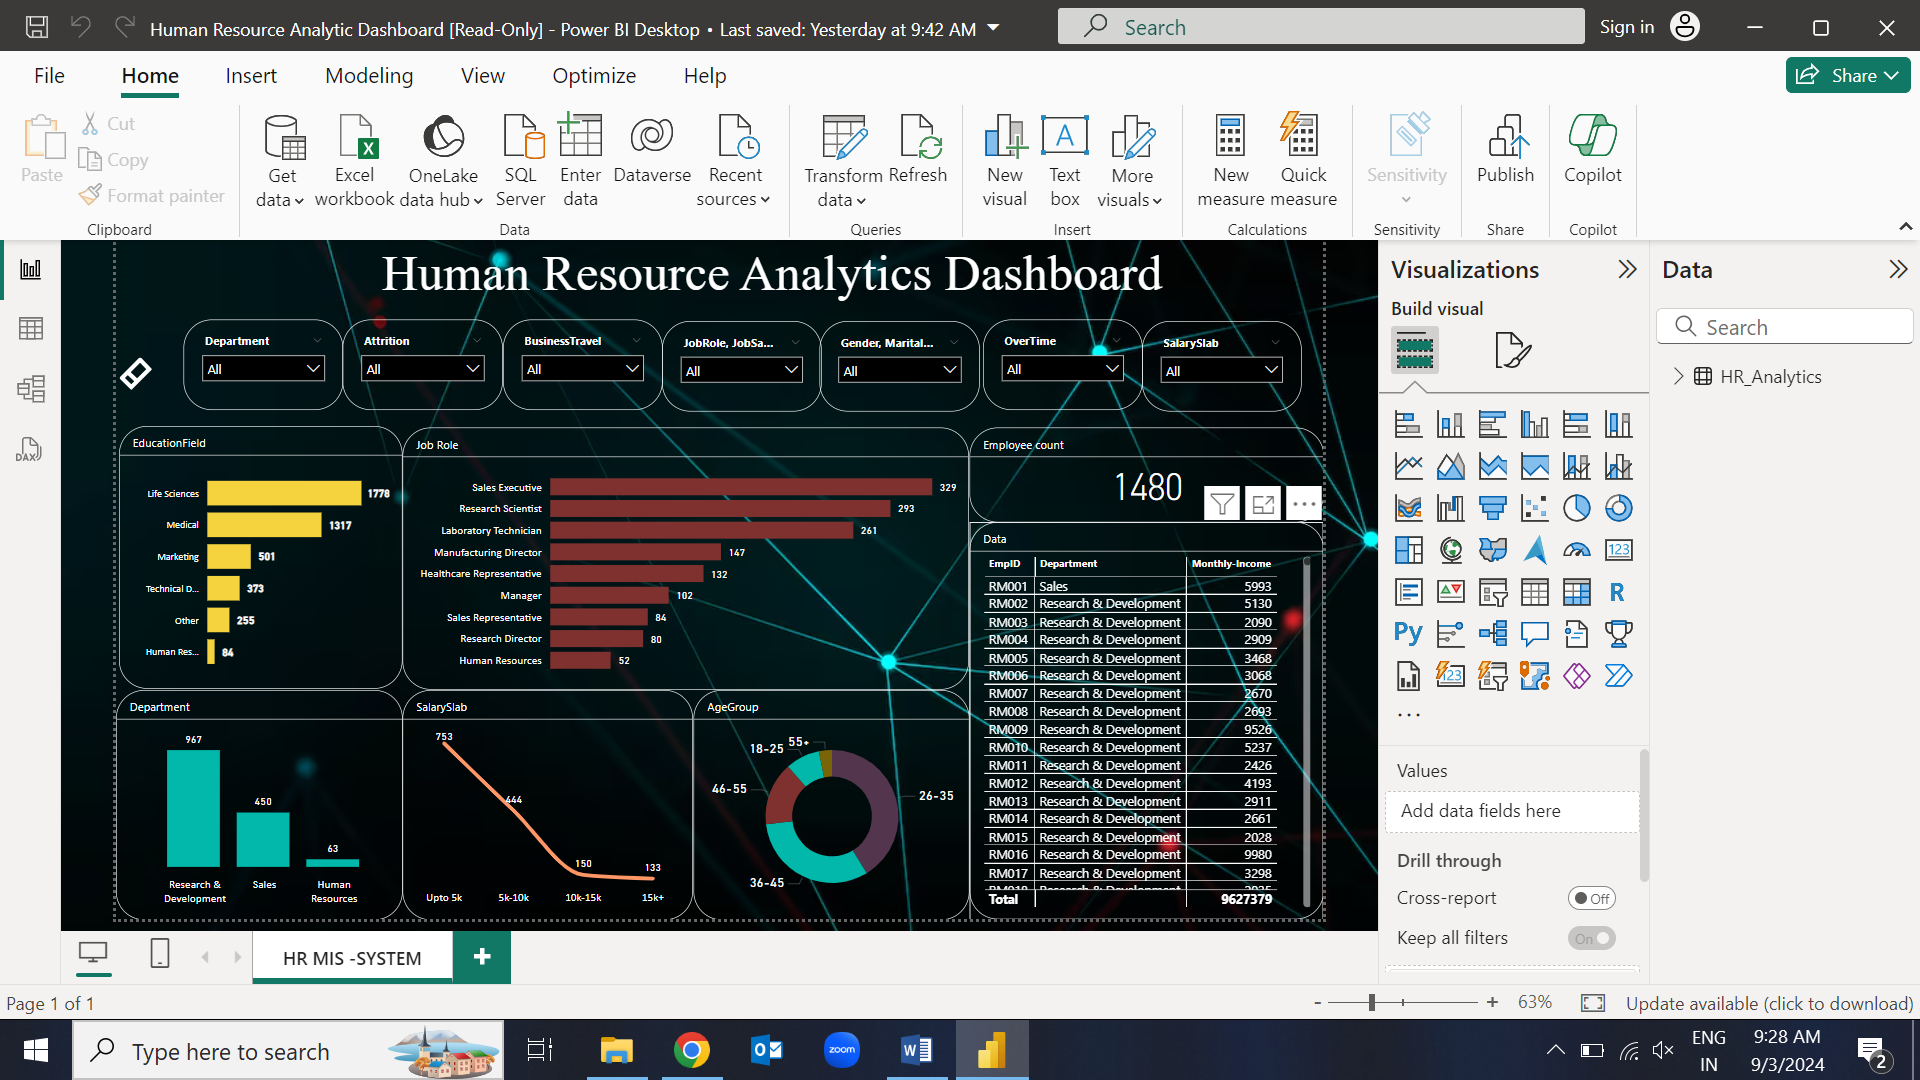 Human Resource Analytic Dashboard [Read-Only] - Power BI Desktop • Last saved: Yesterday at 9:42 AM
Search
Sign in
File Home Insert Modeling View Optimize Help
Share
Paste
Cut
Copy
Format painter
Clipboard
Get data
Excel workbook
OneLake data hub
SQL Server
Enter data
Dataverse
Recent sources
Data
Transform data
Refresh
Queries
New visual
Text box
More visuals
Insert
New measure
Quick measure
Calculations
Sensitivity
Sensitivity
Publish
Share
Copilot
Copilot
DAX
Human Resource Analytics Dashboard
Department
All
Attrition
All
BusinessTravel
All
JobRole, JobSa...
All
Gender, Marital...
All
OverTime
All
SalarySlab
All
EducationField
Life Sciences 1778
Medical 1317
Marketing 501
Technical D... 373
Other 255
Human Res... 84
Job Role
Sales Executive 329
Research Scientist 293
Laboratory Technician 261
Manufacturing Director 147
Healthcare Representative 132
Manager 102
Sales Representative 84
Research Director 80
Human Resources 52
Employee count
1480
Data
EmpID Department Monthly-Income
RM001 Sales 5993
RM002 Research & Development 5130
RM003 Research & Development 2090
RM004 Research & Development 2909
RM005 Research & Development 3468
RM006 Research & Development 3068
RM007 Research & Development 2670
RM008 Research & Development 2693
RM009 Research & Development 9526
RM010 Research & Development 5237
RM011 Research & Development 2426
RM012 Research & Development 4193
RM013 Research & Development 2911
RM014 Research & Development 2661
RM015 Research & Development 2028
RM016 Research & Development 9980
RM017 Research & Development 3298
Total 9627379
Department
967
450
63
Research & Development
Sales
Human Resources
SalarySlab
753
444
150
133
Upto 5k 5k-10k 10k-15k 15k+
AgeGroup
18-25
55+
46-55
26-35
36-45
Visualizations
Build visual
123
R
Py
123
...
Values
Add data fields here
Drill through
Cross-report
Off
Keep all filters
On
Data
Search
HR_Analytics
HR MIS -SYSTEM
+
Page 1 of 1
- + 63%
Update available (click to download)
Type here to search
zoom
ENG
IN
9:28 AM
9/3/2024
2